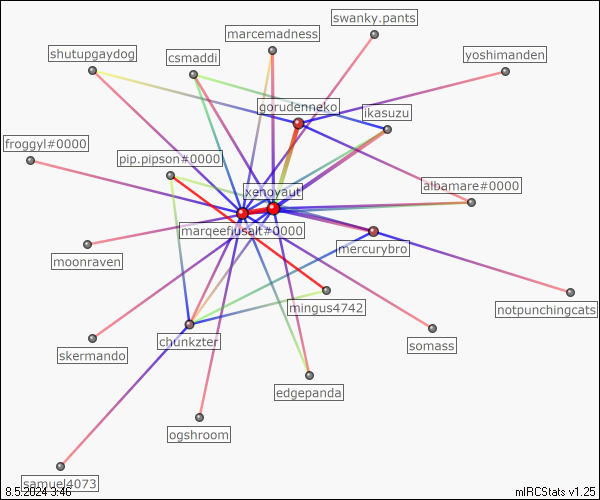 swanky.pants
marcemadness
shutupgaydog
csmaddi
yoshimanden
gorudenneko
ikasuzu
froggyl#0000
pip.pipson#0000
xenoyaut
albamare#0000
marqeefiusalt#0000
mercurybro
moonraven
mingus4742
notpunchingcats
chunkzter
skermando
somass
edgepanda
ogshroom
samuel4073
8.5.2024 3:46
mIRCStats v1.25